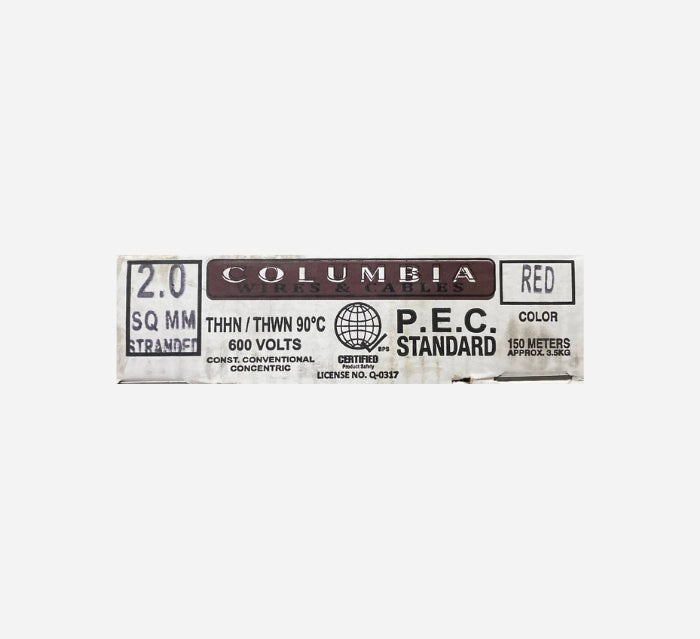 2.0
SQ MM
STRANDED
COLUMBIA
WIRES & CABLES
THHN / THWN 90°C
600 VOLTS
CONST. CONVENTIONAL
CONCENTRIC
BPS
CERTIFIED
Product Safety
LICENSE NO. Q-0317
P.E.C.
STANDARD
RED
COLOR
150 METERS
APPROX. 3.5KG